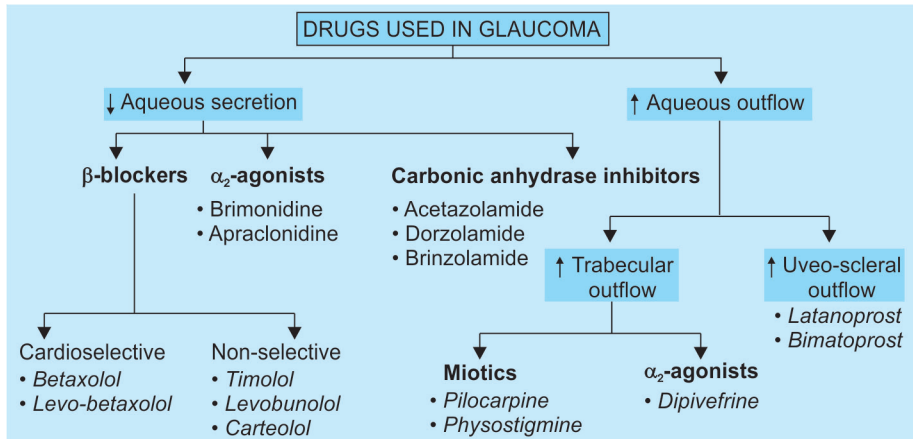 DRUGS USED IN GLAUCOMA
↓ Aqueous secretion
↑ Aqueous outflow
β-blockers
α₂-agonists
• Brimonidine
• Apraclonidine
Carbonic anhydrase inhibitors
• Acetazolamide
• Dorzolamide
• Brinzolamide
↑ Trabecular
outflow
↑ Uveo-scleral
outflow
• Latanoprost
• Bimatoprost
Cardioselective
• Betaxolol
• Levo-betaxolol
Non-selective
• Timolol
• Levobunolol
• Carteolol
Miotics
• Pilocarpine
• Physostigmine
α₂-agonists
• Dipivefrine